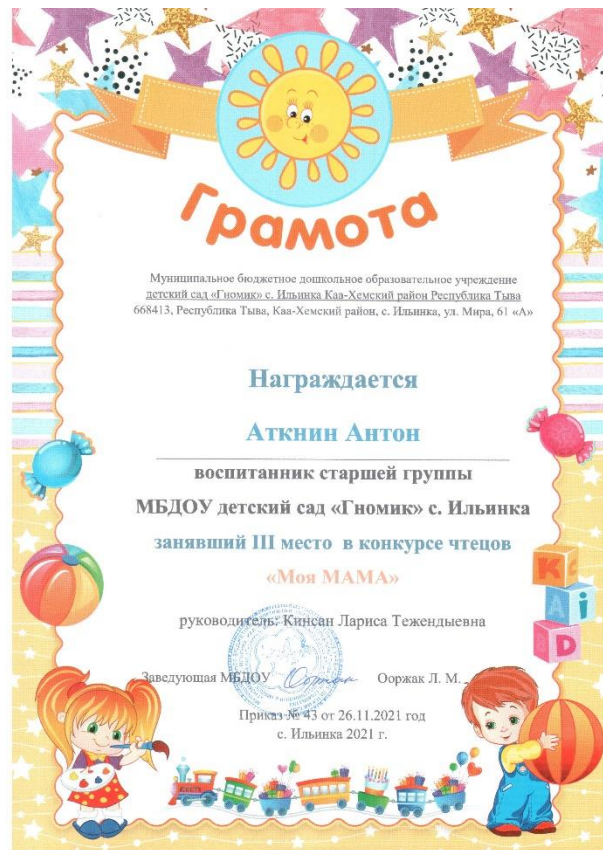 Грамота
Муниципальное бюджетное дошкольное образовательное учреждение
детский сад «Гномик» с. Ильинка Каа-Хемский район Республика Тыва
668413, Республика Тыва, Каа-Хемский район, с. Ильинка, ул. Мира, 61 «А»
Награждается
Аткнин Антон
воспитанник старшей группы
МБДОУ детский сад «Гномик» с. Ильинка
занявший III место в конкурсе чтецов
«Моя МАМА»
руководитель: Кинсан Лариса Тежендыевна
Заведующая МБДОУ Ооржак Л. М.
Приказ № 43 от 26.11.2021 год
с. Ильинка 2021 г.
K
A i
D